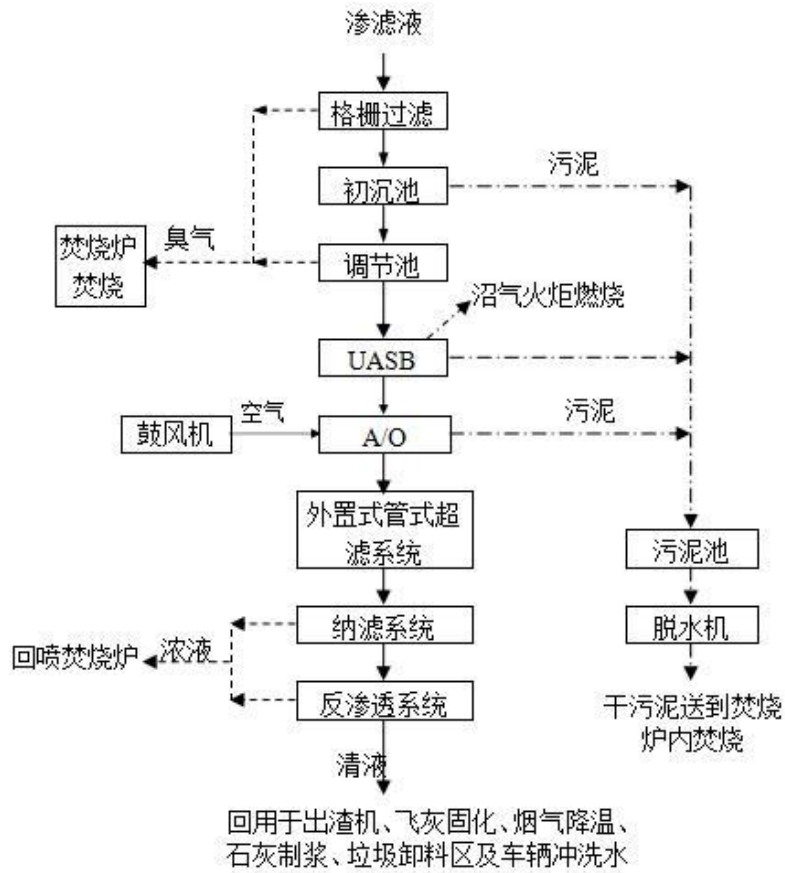 渗滤液
格栅过滤
污泥
初沉池
焚烧炉
焚烧
臭气
调节池
沼气火炬燃烧
UASB
鼓风机
空气
A/O
污泥
外置式管式超
滤系统
污泥池
回喷焚烧炉
浓液
纳滤系统
脱水机
反渗透系统
干污泥送到焚烧
炉内焚烧
清液
回用于出渣机、飞灰固化、烟气降温、
石灰制浆、垃圾卸料区及车辆冲洗水